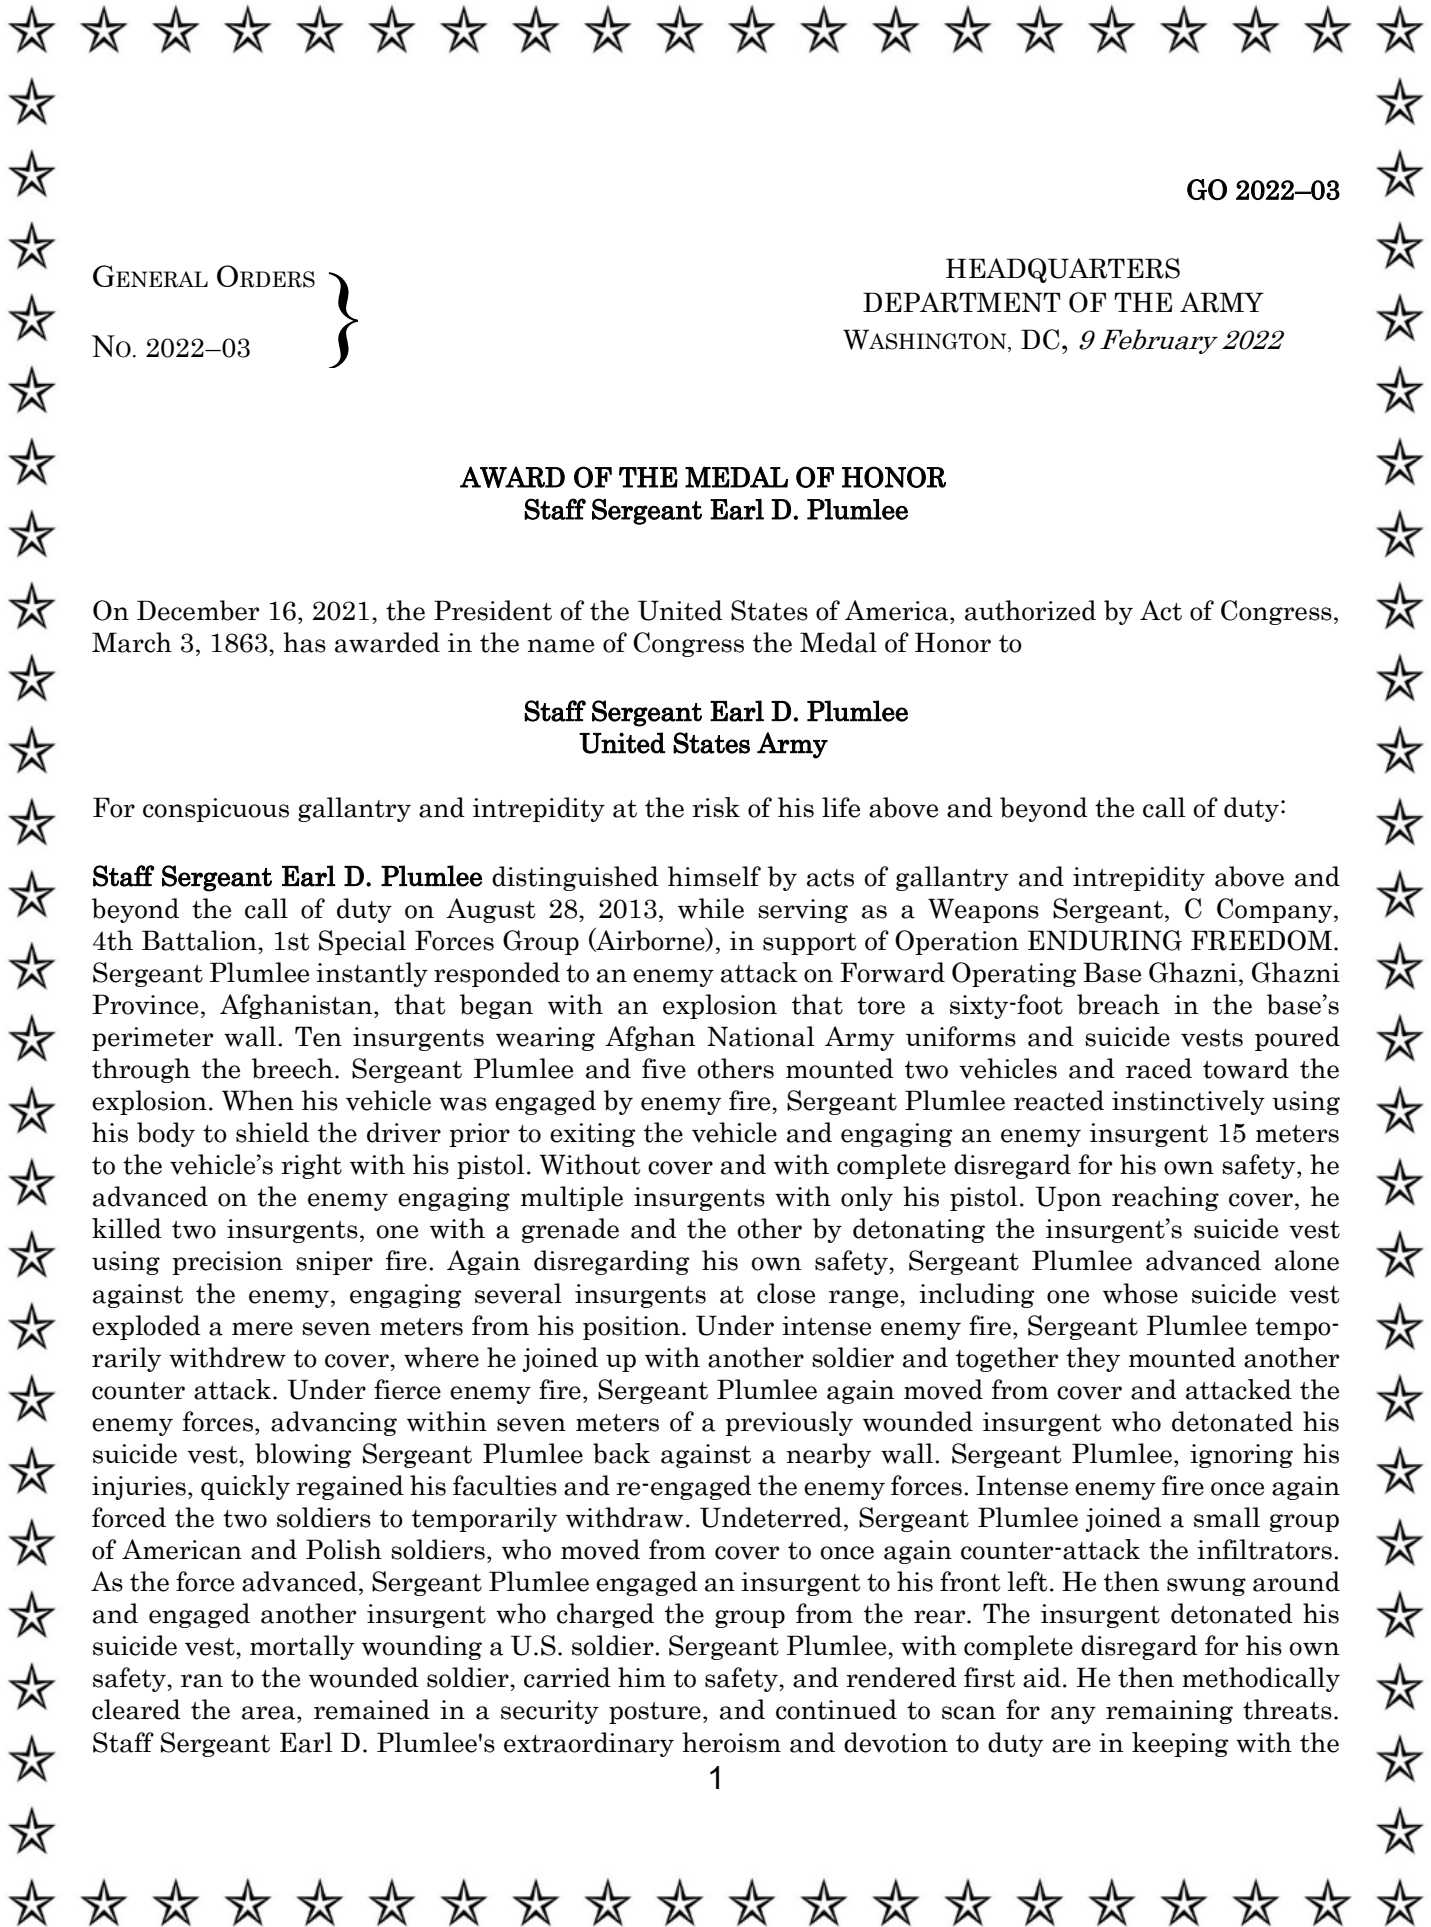 GO 2022–03
GENERAL ORDERS
NO. 2022–03
}
HEADQUARTERS
DEPARTMENT OF THE ARMY
WASHINGTON, DC, 9 February 2022
AWARD OF THE MEDAL OF HONOR
Staff Sergeant Earl D. Plumlee
On December 16, 2021, the President of the United States of America, authorized by Act of Congress,
March 3, 1863, has awarded in the name of Congress the Medal of Honor to
Staff Sergeant Earl D. Plumlee
United States Army
For conspicuous gallantry and intrepidity at the risk of his life above and beyond the call of duty:
Staff Sergeant Earl D. Plumlee distinguished himself by acts of gallantry and intrepidity above and
beyond the call of duty on August 28, 2013, while serving as a Weapons Sergeant, C Company,
4th Battalion, 1st Special Forces Group (Airborne), in support of Operation ENDURING FREEDOM.
Sergeant Plumlee instantly responded to an enemy attack on Forward Operating Base Ghazni, Ghazni
Province, Afghanistan, that began with an explosion that tore a sixty-foot breach in the base’s
perimeter wall. Ten insurgents wearing Afghan National Army uniforms and suicide vests poured
through the breech. Sergeant Plumlee and five others mounted two vehicles and raced toward the
explosion. When his vehicle was engaged by enemy fire, Sergeant Plumlee reacted instinctively using
his body to shield the driver prior to exiting the vehicle and engaging an enemy insurgent 15 meters
to the vehicle’s right with his pistol. Without cover and with complete disregard for his own safety, he
advanced on the enemy engaging multiple insurgents with only his pistol. Upon reaching cover, he
killed two insurgents, one with a grenade and the other by detonating the insurgent’s suicide vest
using precision sniper fire. Again disregarding his own safety, Sergeant Plumlee advanced alone
against the enemy, engaging several insurgents at close range, including one whose suicide vest
exploded a mere seven meters from his position. Under intense enemy fire, Sergeant Plumlee tempo-
rarily withdrew to cover, where he joined up with another soldier and together they mounted another
counter attack. Under fierce enemy fire, Sergeant Plumlee again moved from cover and attacked the
enemy forces, advancing within seven meters of a previously wounded insurgent who detonated his
suicide vest, blowing Sergeant Plumlee back against a nearby wall. Sergeant Plumlee, ignoring his
injuries, quickly regained his faculties and re-engaged the enemy forces. Intense enemy fire once again
forced the two soldiers to temporarily withdraw. Undeterred, Sergeant Plumlee joined a small group
of American and Polish soldiers, who moved from cover to once again counter-attack the infiltrators.
As the force advanced, Sergeant Plumlee engaged an insurgent to his front left. He then swung around
and engaged another insurgent who charged the group from the rear. The insurgent detonated his
suicide vest, mortally wounding a U.S. soldier. Sergeant Plumlee, with complete disregard for his own
safety, ran to the wounded soldier, carried him to safety, and rendered first aid. He then methodically
cleared the area, remained in a security posture, and continued to scan for any remaining threats.
Staff Sergeant Earl D. Plumlee's extraordinary heroism and devotion to duty are in keeping with the
1